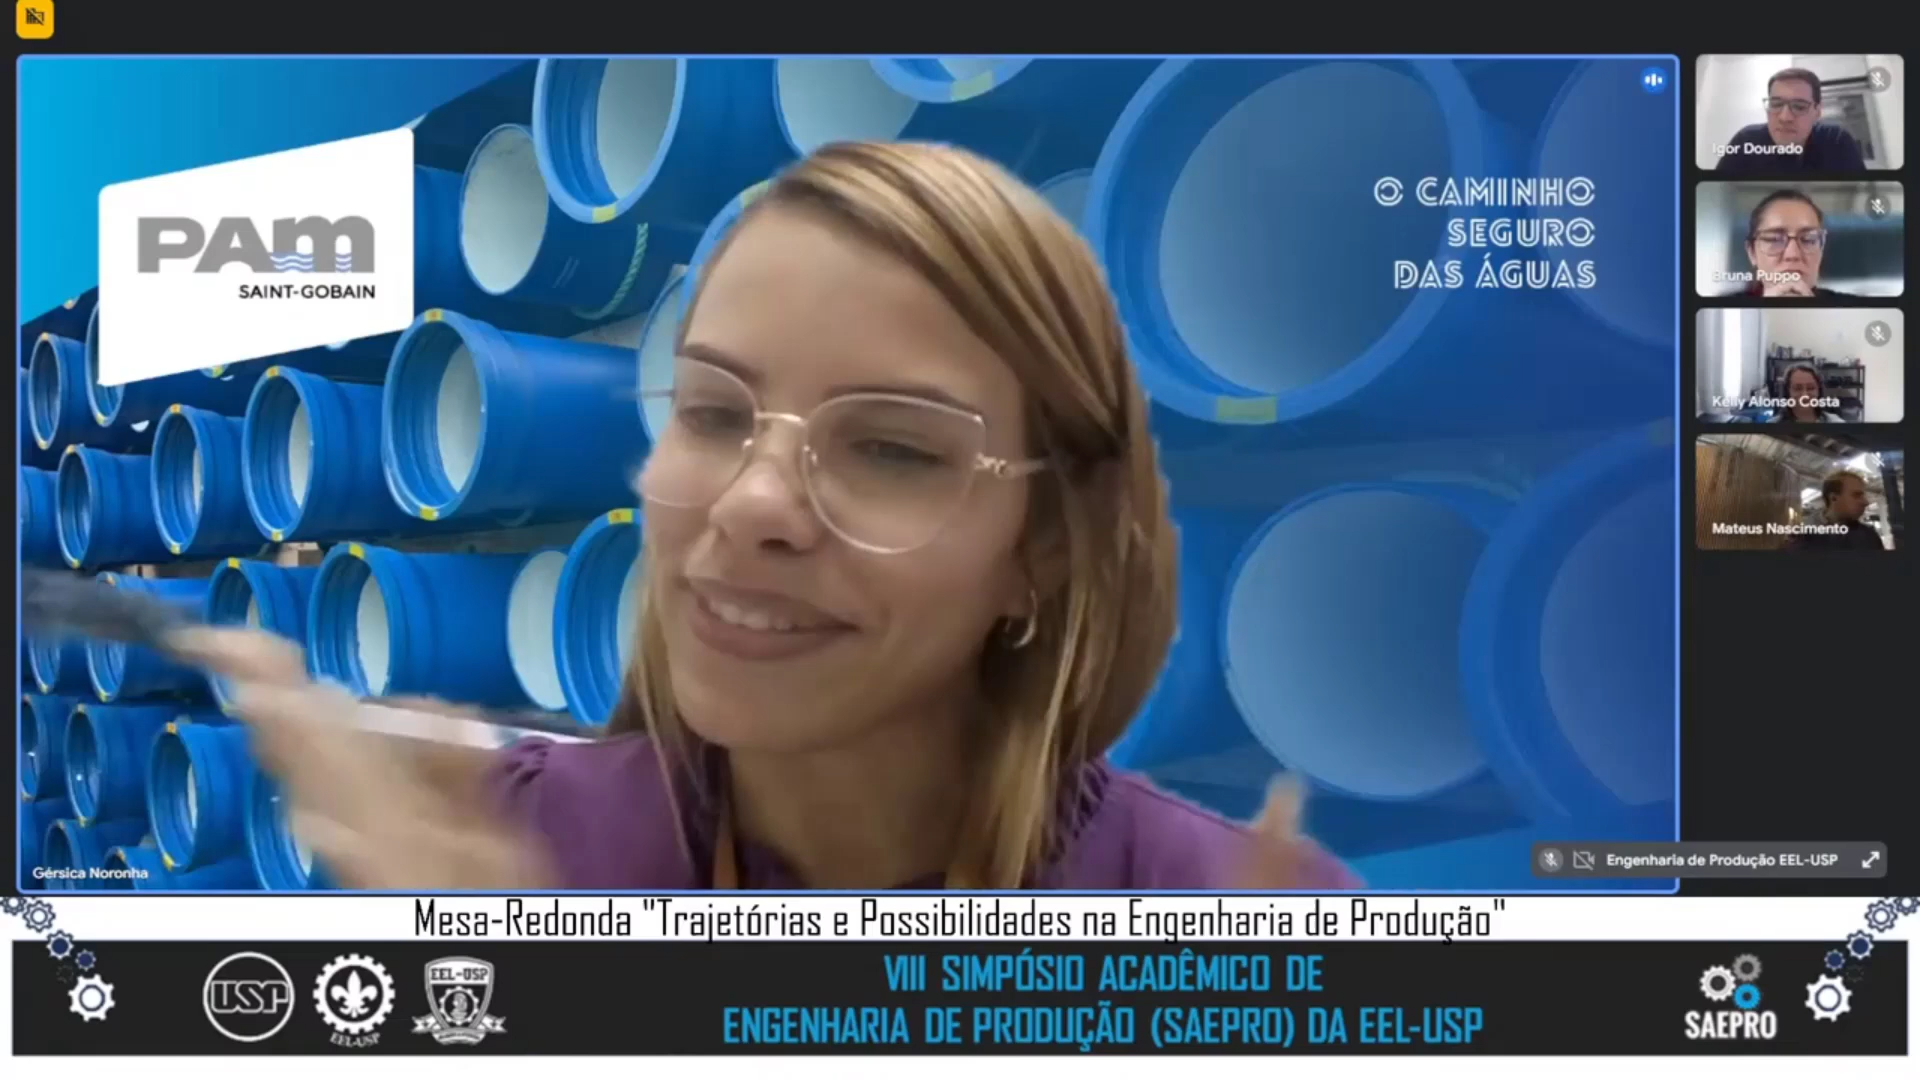 PAM
SAINT-GOBAIN
O CAMINHO
SEGURO
DAS ÁGUAS
Igor Dourado
Bruna Puppo
Kelly Alonso Costa
Mateus Nascimento
Gérsica Noronha
Engenharia de Produção EEL-USP
Mesa-Redonda "Trajetórias e Possibilidades na Engenharia de Produção"
USP
EEL-USP
EEL-USP
VIII SIMPÓSIO ACADÊMICO DE
ENGENHARIA DE PRODUÇÃO (SAEPRO) DA EEL-USP
SAEPRO